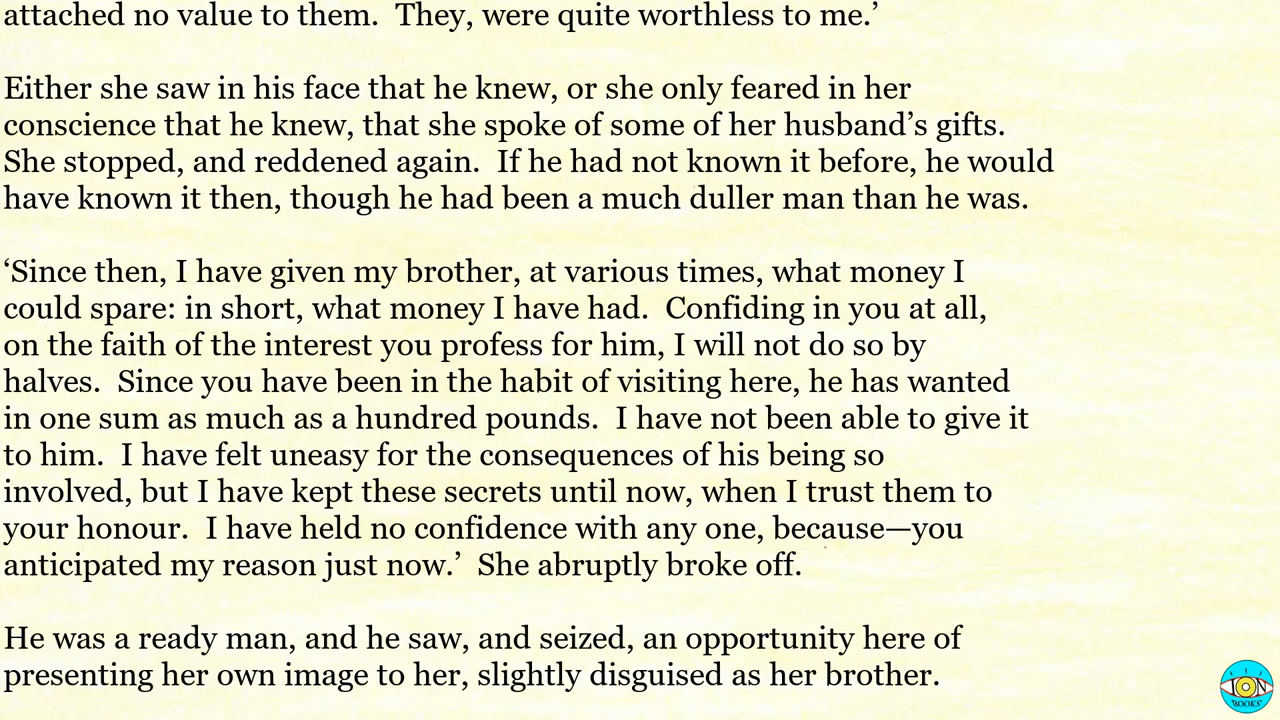 attached no value to them.  They, were quite worthless to me.’
Either she saw in his face that he knew, or she only feared in her
conscience that he knew, that she spoke of some of her husband’s gifts.
She stopped, and reddened again.  If he had not known it before, he would
have known it then, though he had been a much duller man than he was.
‘Since then, I have given my brother, at various times, what money I
could spare: in short, what money I have had.  Confiding in you at all,
on the faith of the interest you profess for him, I will not do so by
halves.  Since you have been in the habit of visiting here, he has wanted
in one sum as much as a hundred pounds.  I have not been able to give it
to him.  I have felt uneasy for the consequences of his being so
involved, but I have kept these secrets until now, when I trust them to
your honour.  I have held no confidence with any one, because—you
anticipated my reason just now.’  She abruptly broke off.
He was a ready man, and he saw, and seized, an opportunity here of
presenting her own image to her, slightly disguised as her brother.
ION
BOOKS